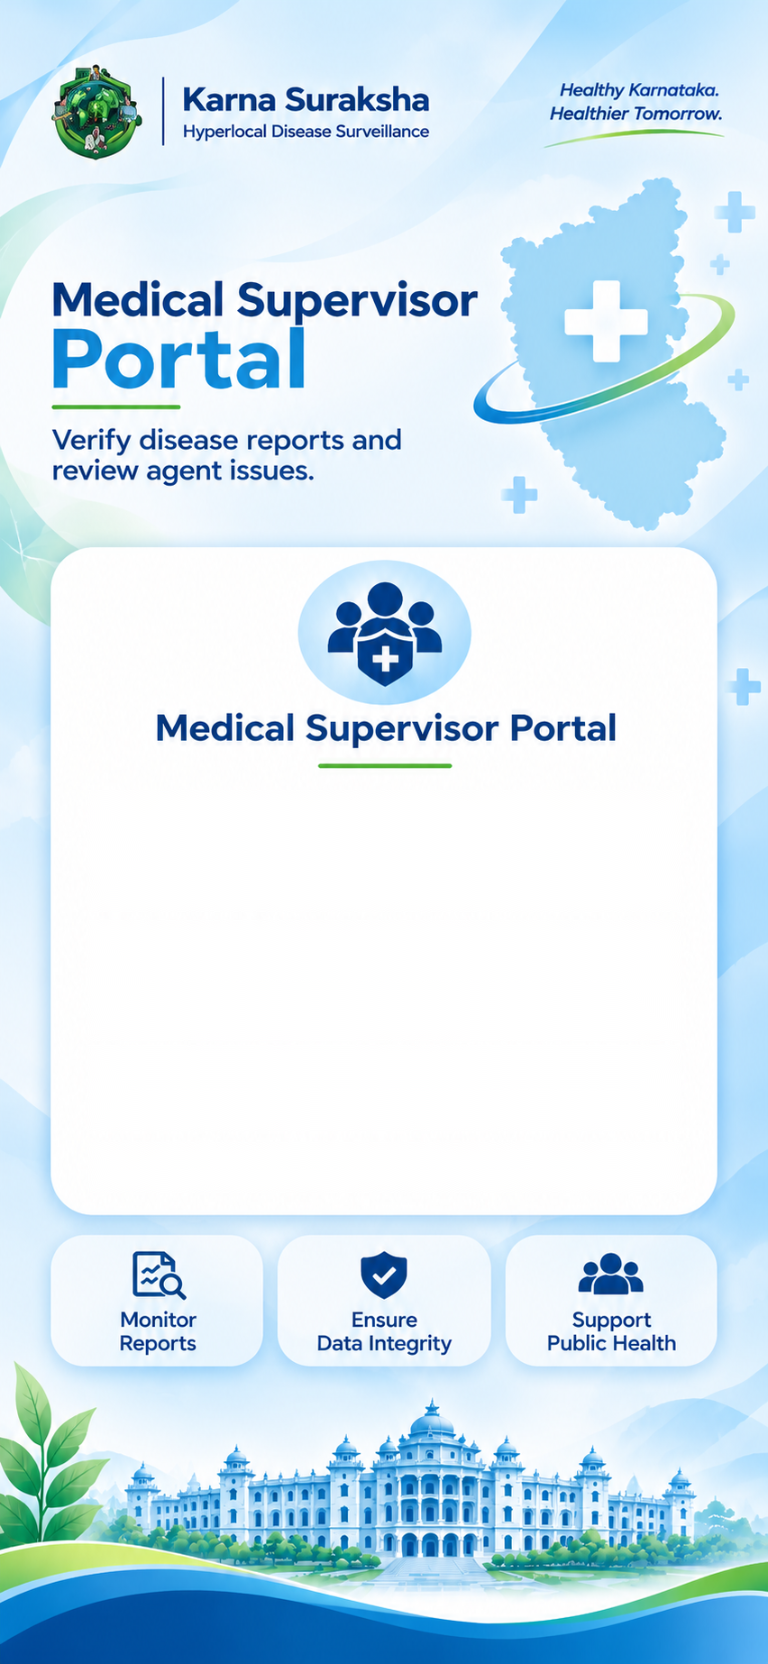 Karna Suraksha
Hyperlocal Disease Surveillance
Healthy Karnataka.
Healthier Tomorrow.
Medical Supervisor
Portal
Verify disease reports and
review agent issues.
Medical Supervisor Portal
Monitor
Reports
Ensure
Data Integrity
Support
Public Health